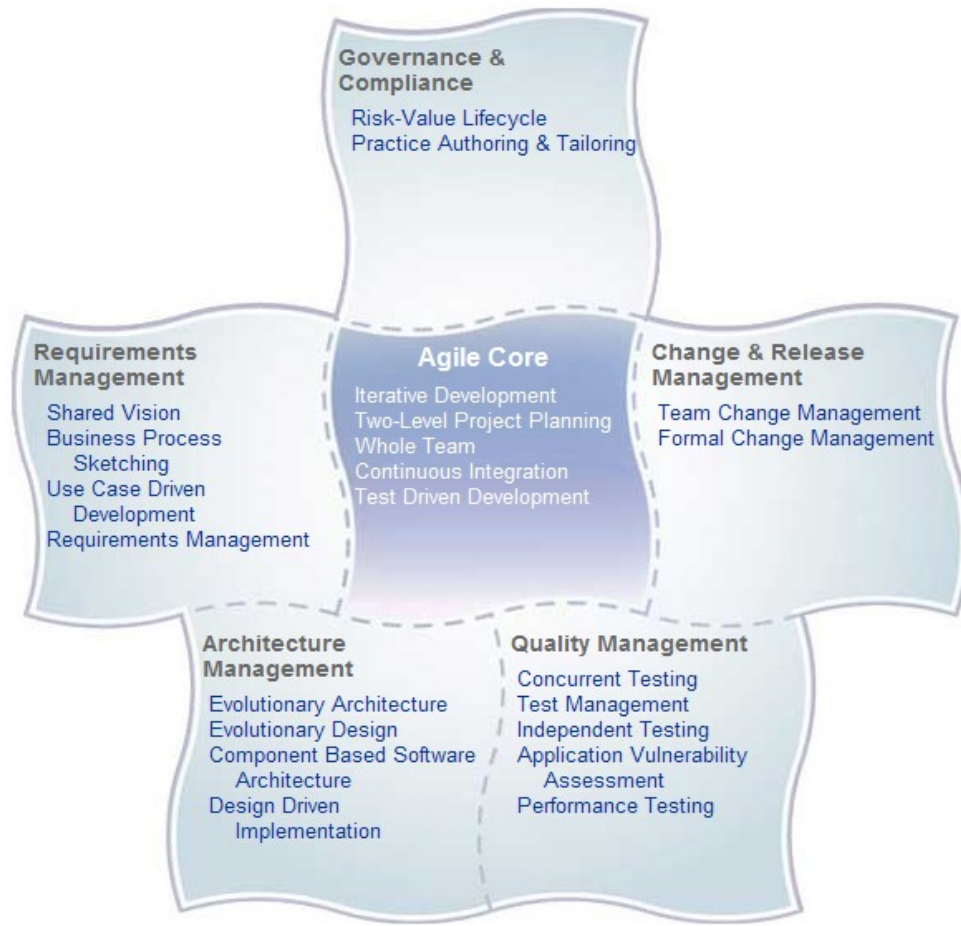 Governance &
Compliance
Risk-Value Lifecycle
Practice Authoring & Tailoring
Requirements
Management
Shared Vision
Business Process
Sketching
Use Case Driven
Development
Requirements Management
Agile Core
Iterative Development
Two-Level Project Planning
Whole Team
Continuous Integration
Test Driven Development
Change & Release
Management
Team Change Management
Formal Change Management
Architecture
Management
Evolutionary Architecture
Evolutionary Design
Component Based Software
Architecture
Design Driven
Implementation
Quality Management
Concurrent Testing
Test Management
Independent Testing
Application Vulnerability
Assessment
Performance Testing